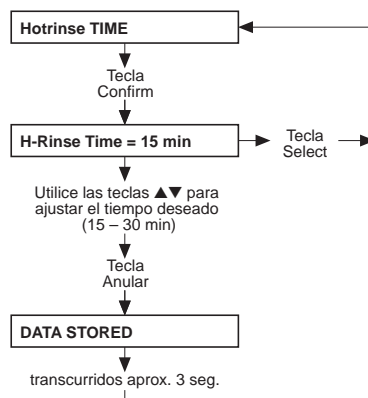 Hotrinse TIME
Tecla
Confirm
H-Rinse Time = 15 min
Tecla
Select
Utilice las teclas ▲▼ para
ajustar el tiempo deseado
(15 – 30 min)
Tecla
Anular
DATA STORED
transcurridos aprox. 3 seg.